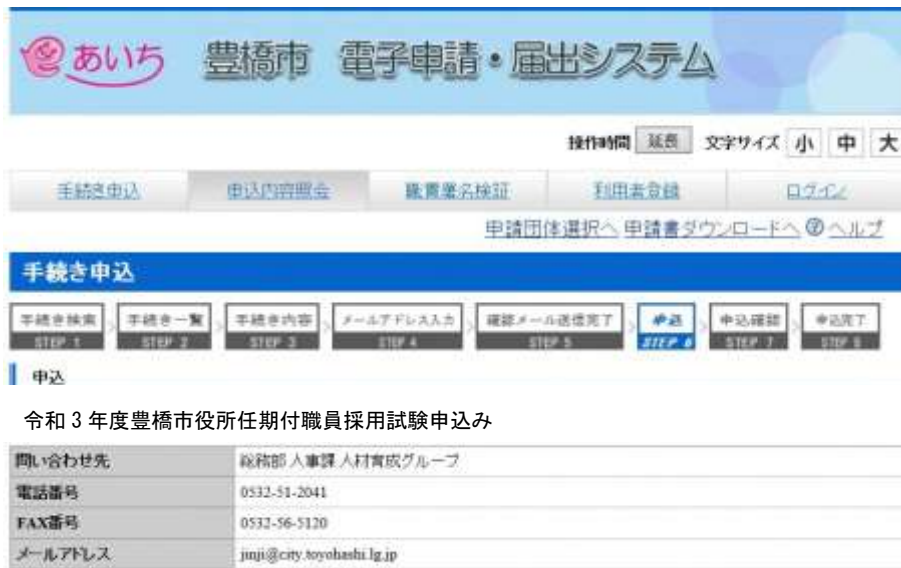 あいち 豊橋市 電子申請・届出システム
操作時間 延長 文字サイズ 小 中 大
手続き申込 申込内容照会 職責署名検証 利用者登録 ログイン
申請団体選択へ 申請書ダウンロードへ ? ヘルプ
手続き申込
手続き検索 手続き一覧 手続き内容 メールアドレス入力 確認メール送信完了 申込 申込確認 申込完了
STEP 1 STEP 2 STEP 3 STEP 4 STEP 5 STEP 6 STEP 7 STEP 8
申込
令和3年度豊橋市役所任期付職員採用試験申込み
問い合わせ先 総務部 人事課 人材育成グループ
電話番号 0532-51-2041
FAX番号 0532-56-5120
メールアドレス jinji@city.toyohashi.lg.jp